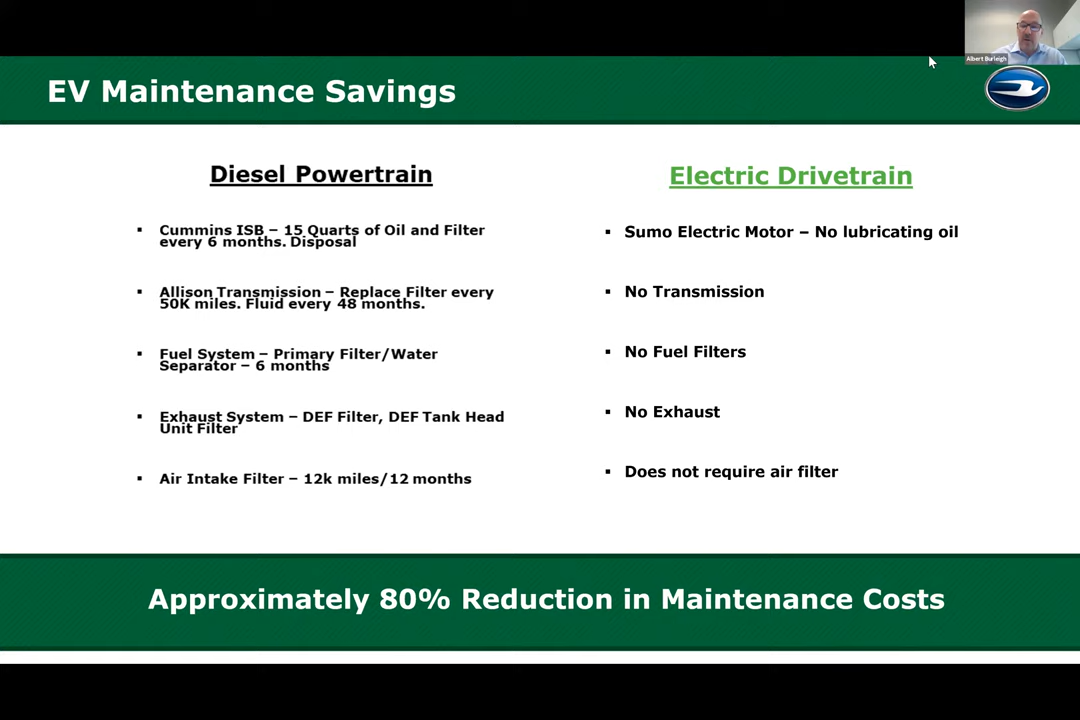 Albert Burleigh
EV Maintenance Savings
Diesel Powertrain
▪ Cummins ISB – 15 Quarts of Oil and Filter
every 6 months. Disposal
▪ Allison Transmission – Replace Filter every
50K miles. Fluid every 48 months.
▪ Fuel System – Primary Filter/Water
Separator – 6 months
▪ Exhaust System – DEF Filter, DEF Tank Head
Unit Filter
▪ Air Intake Filter – 12k miles/12 months
Electric Drivetrain
▪ Sumo Electric Motor – No lubricating oil
▪ No Transmission
▪ No Fuel Filters
▪ No Exhaust
▪ Does not require air filter
Approximately 80% Reduction in Maintenance Costs